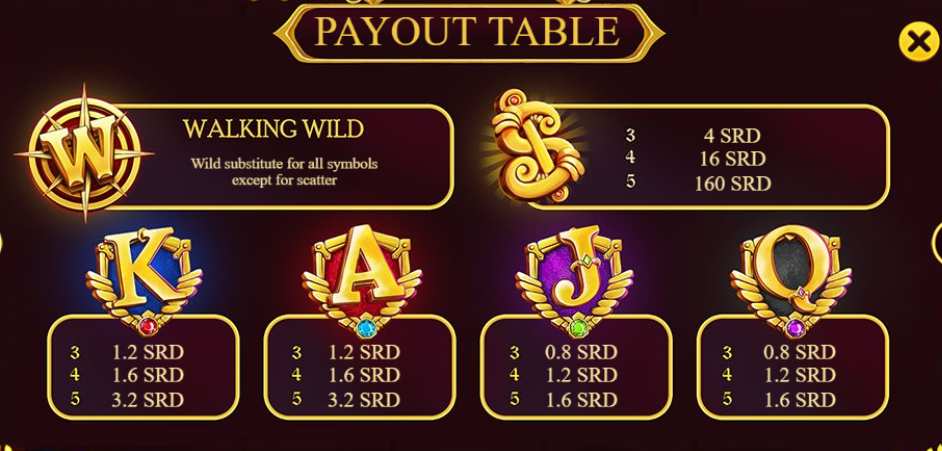 PAYOUT TABLE
W
WALKING WILD
Wild substitute for all symbols
except for scatter
$
3 4 SRD
4 16 SRD
5 160 SRD
K
3 1.2 SRD
4 1.6 SRD
5 3.2 SRD
A
3 1.2 SRD
4 1.6 SRD
5 3.2 SRD
J
3 0.8 SRD
4 1.2 SRD
5 1.6 SRD
Q
3 0.8 SRD
4 1.2 SRD
5 1.6 SRD